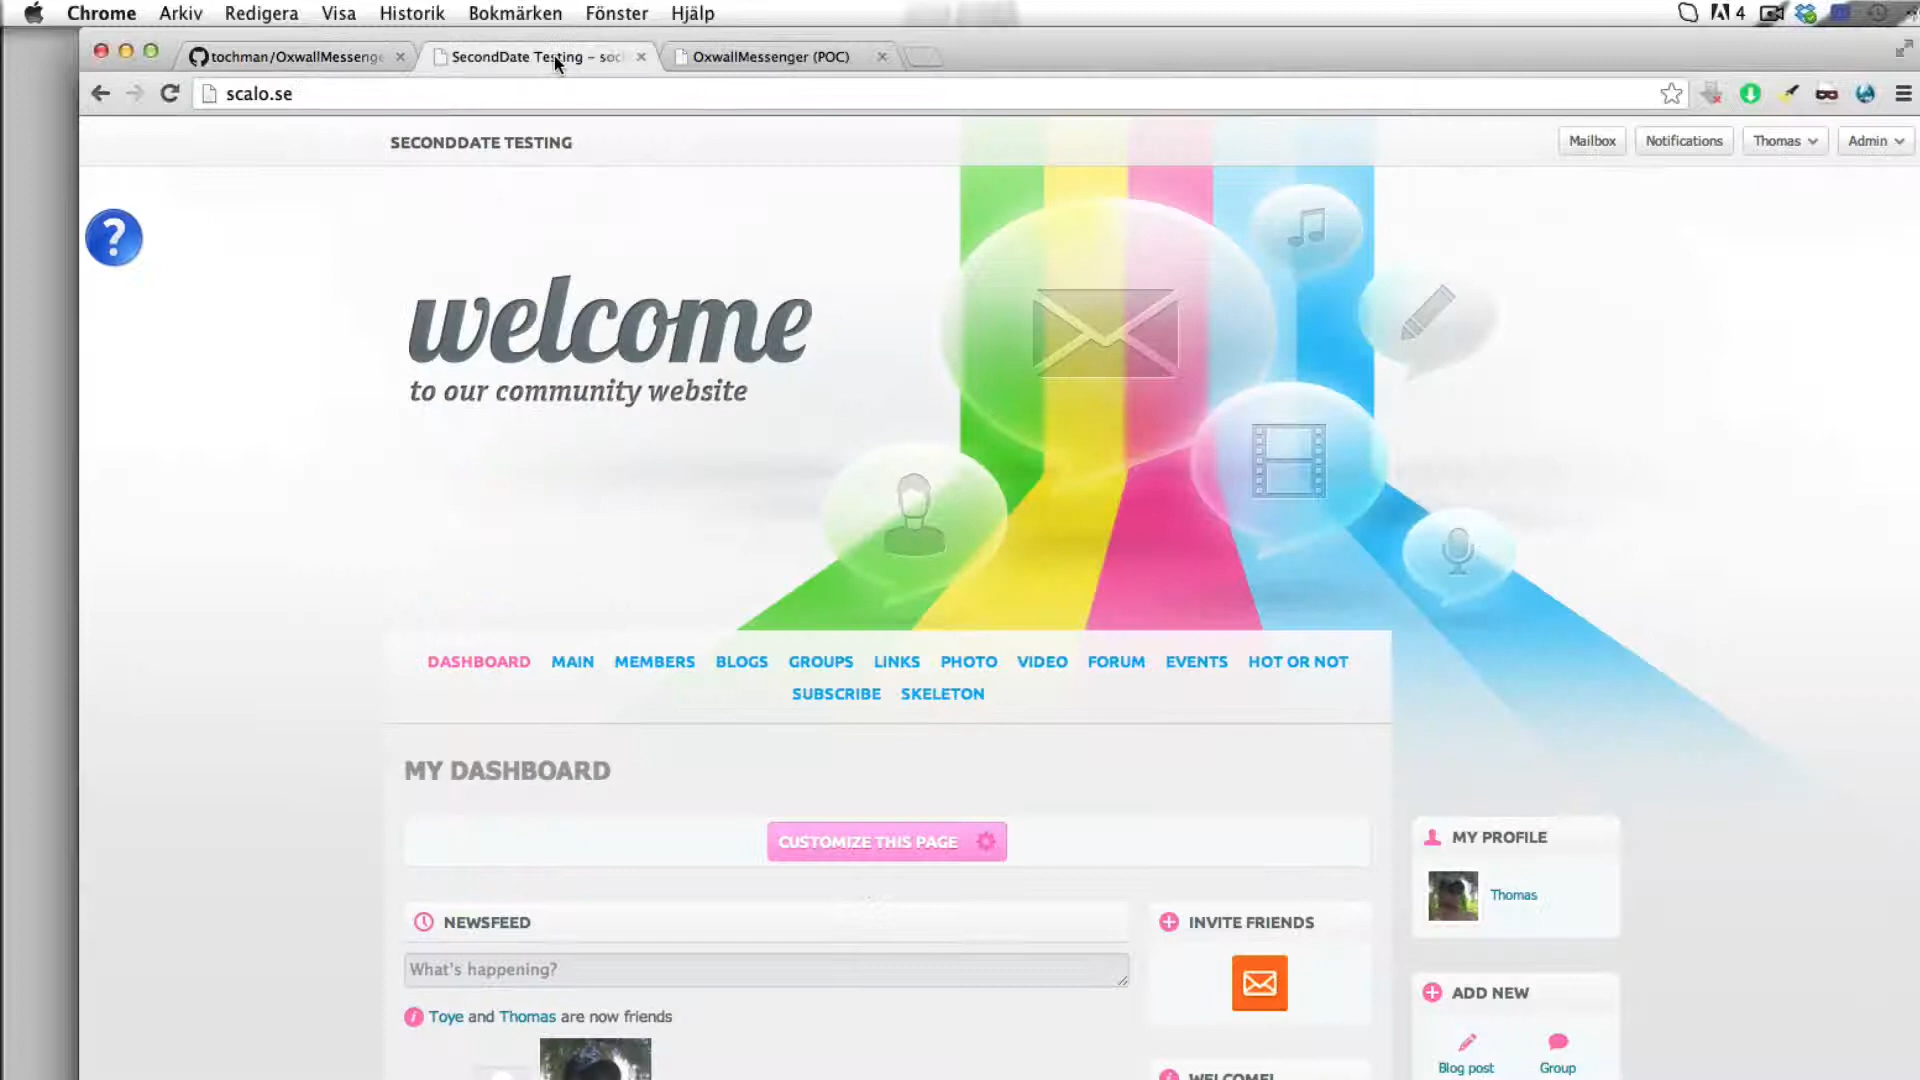 Chrome Arkiv Redigera Visa Historik Bokmärken Fönster Hjälp 4
tochman/OxwallMessenge SecondDate Testing – soc OxwallMessenger (POC)
scalo.se
SECONDDATE TESTING Mailbox Notifications Thomas Admin
?
welcome
to our community website
DASHBOARD MAIN MEMBERS BLOGS GROUPS LINKS PHOTO VIDEO FORUM EVENTS HOT OR NOT
SUBSCRIBE SKELETON
MY DASHBOARD
CUSTOMIZE THIS PAGE
MY PROFILE
Thomas
NEWSFEED
INVITE FRIENDS
What's happening?
ADD NEW
Toye and Thomas are now friends
Blog post Group
WELCOME!